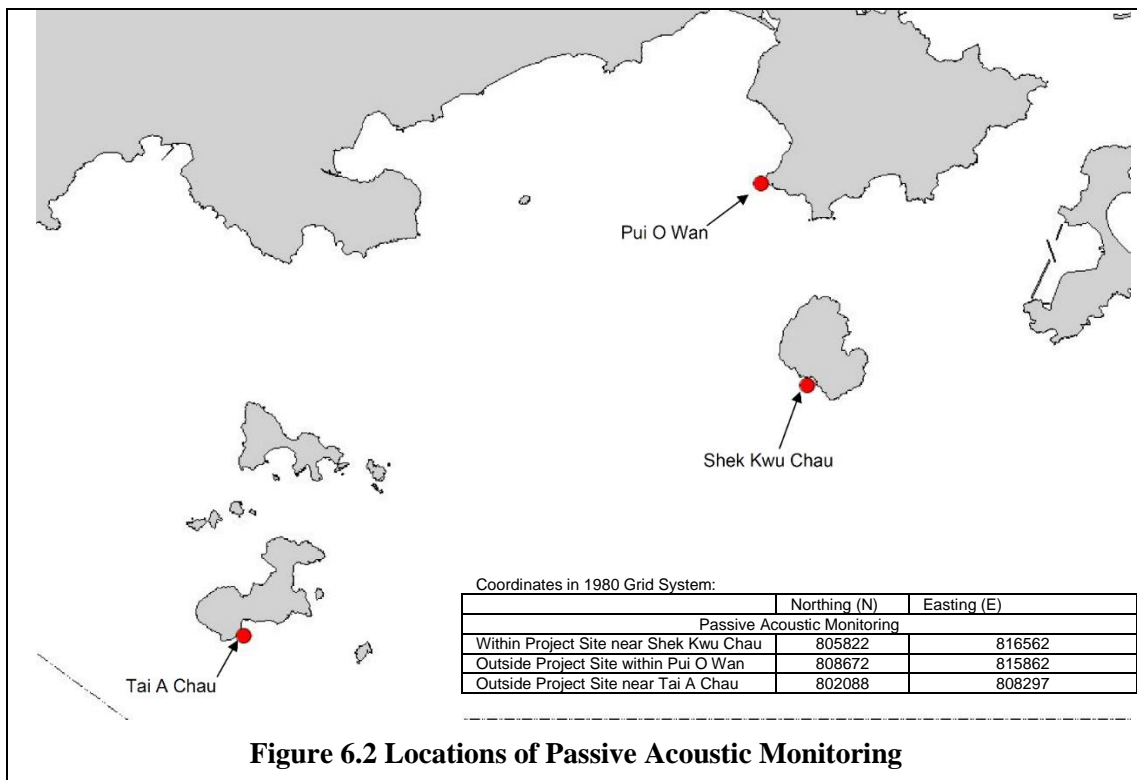 Pui O Wan
Shek Kwu Chau
Tai A Chau
Coordinates in 1980 Grid System:
Northing (N) Easting (E)
Passive Acoustic Monitoring
Within Project Site near Shek Kwu Chau 805822 816562
Outside Project Site within Pui O Wan 808672 815862
Outside Project Site near Tai A Chau 802088 808297
Figure 6.2 Locations of Passive Acoustic Monitoring